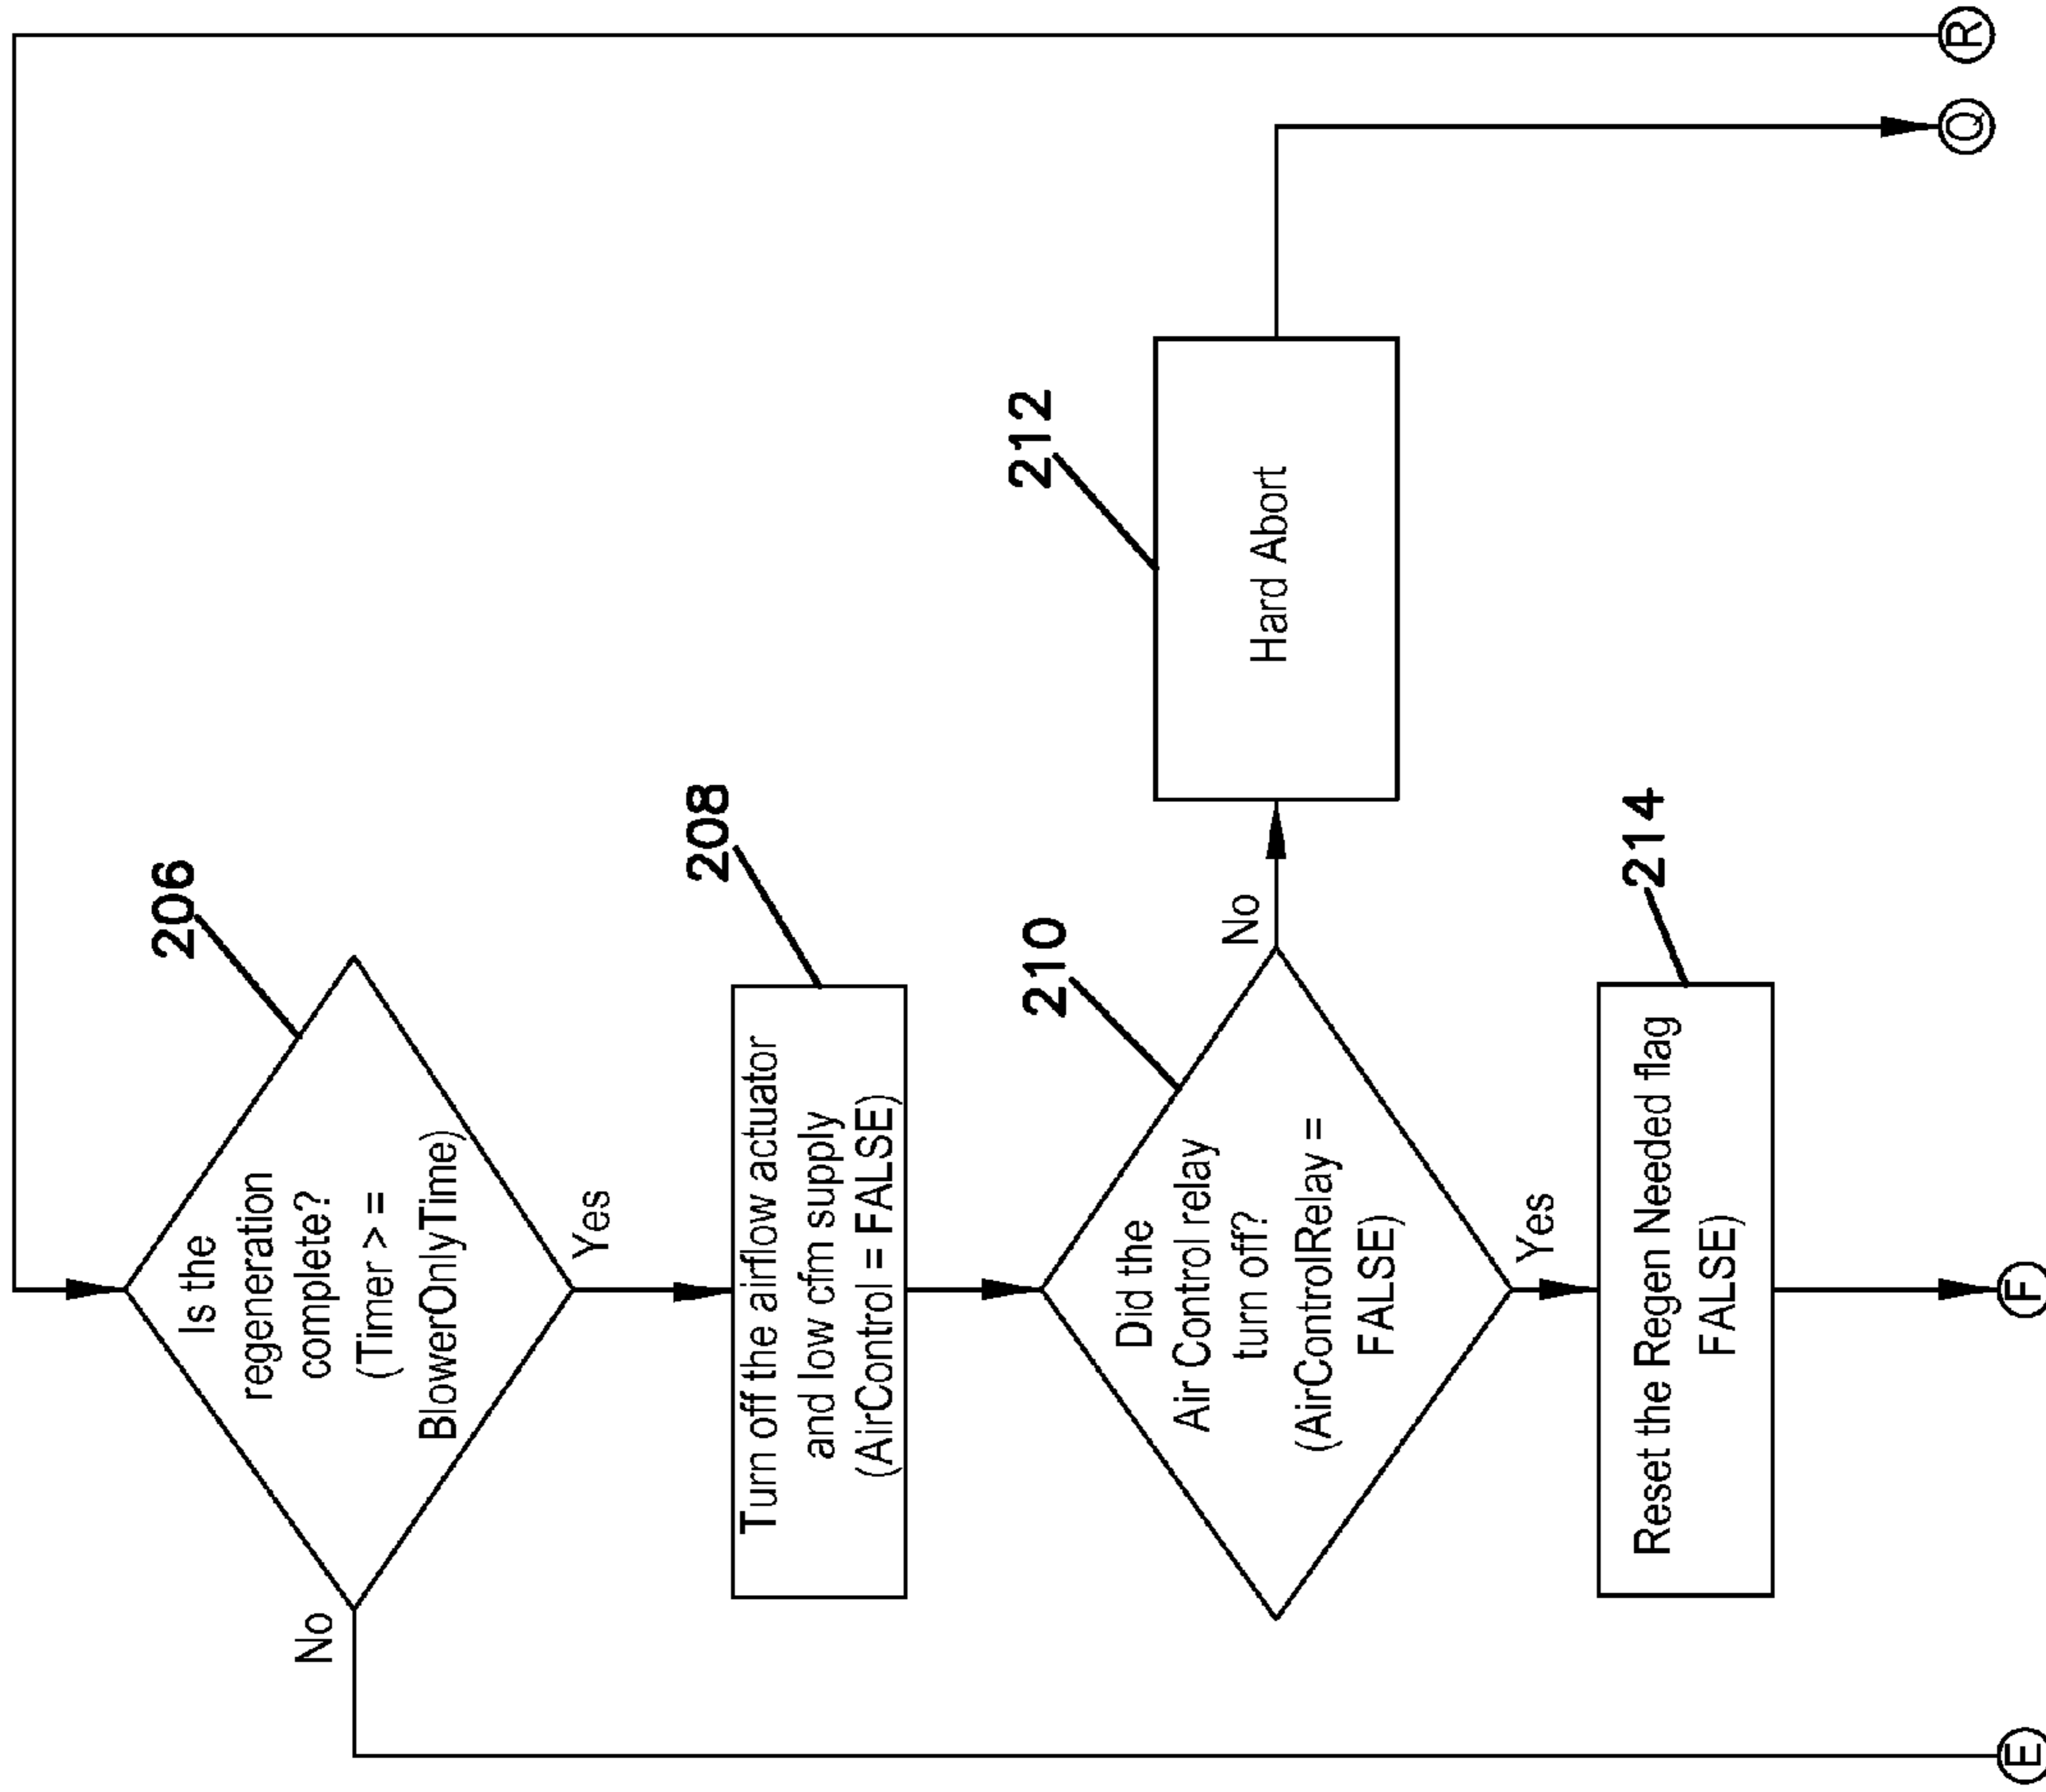 206
Is the
regeneration
complete?
(Timer >=
BlowerOnlyTime)
No
Yes
208
Turn off the airflow actuator
and low cfm supply
(AirControl = FALSE)
210
Did the
Air Control relay
turn off?
(AirControlRelay =
FALSE)
No
212
Hard Abort
Yes
214
Reset the Regen Needed flag
FALSE)
E
F
Q
R